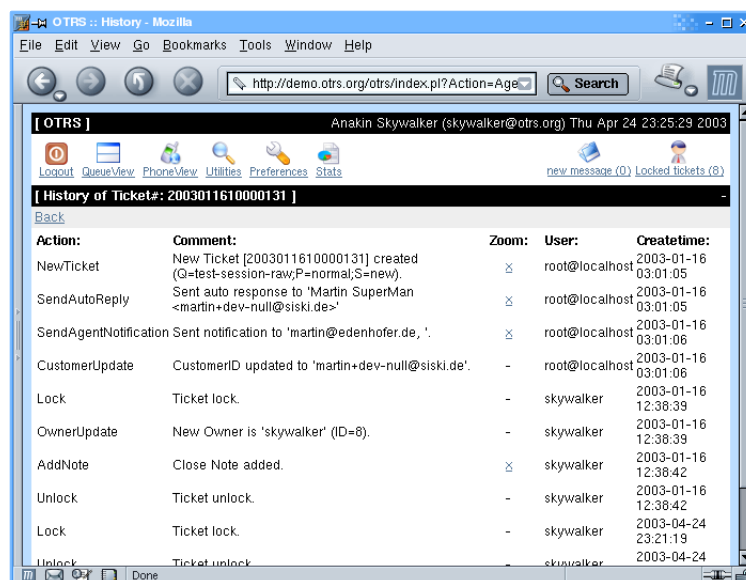 OTRS :: History - Mozilla
File Edit View Go Bookmarks Tools Window Help
http://demo.otrs.org/otrs/index.pl?Action=Age
Search
[ OTRS ] Anakin Skywalker (skywalker@otrs.org) Thu Apr 24 23:25:29 2003
Logout QueueView PhoneView Utilities Preferences Stats new message (0) Locked tickets (8)
[ History of Ticket#: 2003011610000131 ] -
Back
Action: Comment: Zoom: User: Createtime:
NewTicket New Ticket [2003011610000131] created (Q=test-session-raw;P=normal;S=new). x root@localhost 2003-01-16 03:01:05
SendAutoReply Sent auto response to 'Martin SuperMan <martin+dev-null@siski.de>' x root@localhost 2003-01-16 03:01:05
SendAgentNotification Sent notification to 'martin@edenhofer.de, '. x root@localhost 2003-01-16 03:01:06
CustomerUpdate CustomerID updated to 'martin+dev-null@siski.de'. - root@localhost 2003-01-16 03:01:06
Lock Ticket lock. - skywalker 2003-01-16 12:38:39
OwnerUpdate New Owner is 'skywalker' (ID=8). - skywalker 2003-01-16 12:38:39
AddNote Close Note added. x skywalker 2003-01-16 12:38:42
Unlock Ticket unlock. - skywalker 2003-01-16 12:38:42
Lock Ticket lock. - skywalker 2003-04-24 23:21:19
Unlock Ticket unlock. - skywalker 2003-04-24
Done